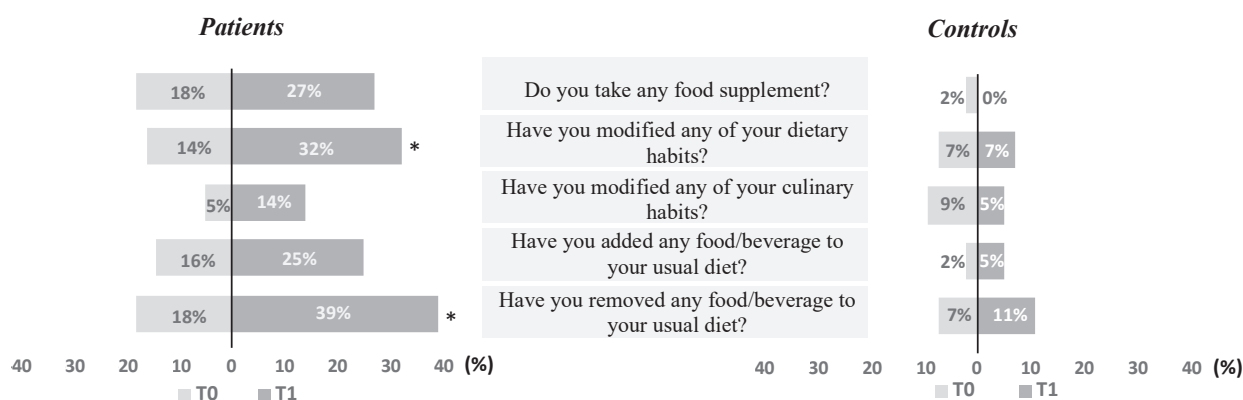 Patients
Controls
18% 27% Do you take any food supplement? 2% 0%
14% 32% * Have you modified any of your dietary
habits? 7% 7%
5% 14% Have you modified any of your culinary
habits? 9% 5%
16% 25% Have you added any food/beverage to
your usual diet? 2% 5%
18% 39% * Have you removed any food/beverage to
your usual diet? 7% 11%
40 30 20 10 0 10 20 30 40 (%)
40 30 20 10 0 10 20 30 40 (%)
T0 T1
T0 T1